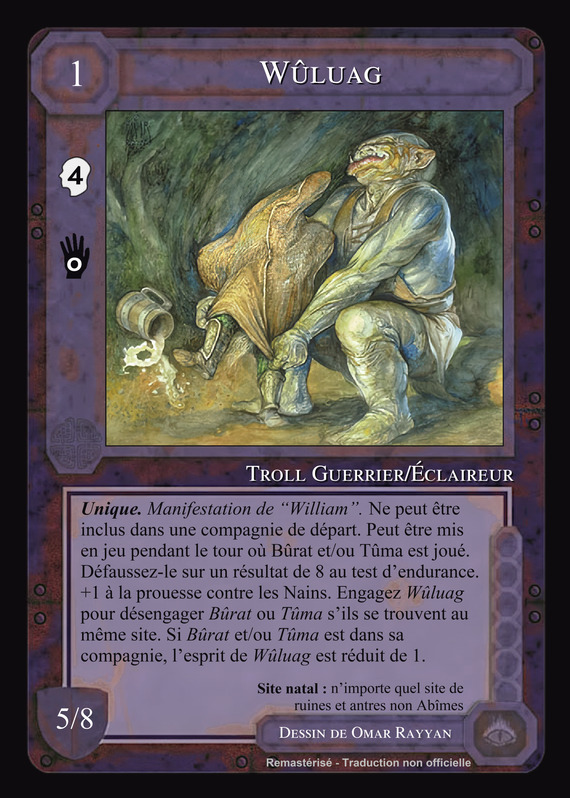 1
Wûluag
4
0
Troll Guerrier/Éclaireur
Unique. Manifestation de “William”. Ne peut être
inclus dans une compagnie de départ. Peut être mis
en jeu pendant le tour où Bûrat et/ou Tûma est joué.
Défaussez-le sur un résultat de 8 au test d’endurance.
+1 à la prouesse contre les Nains. Engagez Wûluag
pour désengager Bûrat ou Tûma s’ils se trouvent au
même site. Si Bûrat et/ou Tûma est dans sa
compagnie, l’esprit de Wûluag est réduit de 1.
Site natal : n’importe quel site de
ruines et antres non Abîmes
5/8
Dessin de Omar Rayyan
Remastérisé - Traduction non officielle